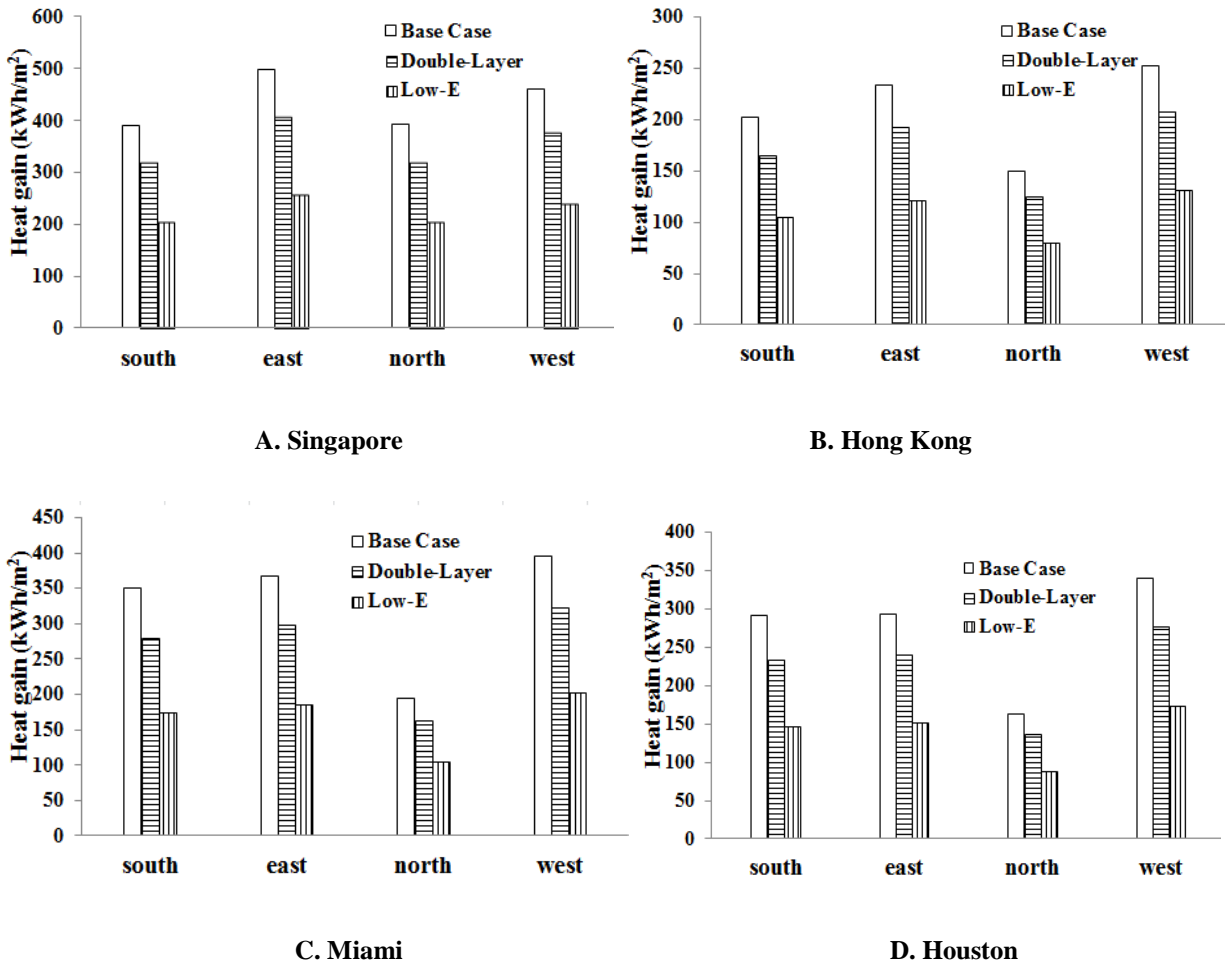 Heat gain (kWh/m²)
600
500
400
300
200
100
0
Base Case
Double-Layer
Low-E
south east north west
A. Singapore
Heat gain (kWh/m²)
300
250
200
150
100
50
0
Base Case
Double-Layer
Low-E
south east north west
B. Hong Kong
Heat gain (kWh/m²)
450
400
350
300
250
200
150
100
50
0
Base Case
Double-Layer
Low-E
south east north west
C. Miami
Heat gain (kWh/m²)
400
350
300
250
200
150
100
50
0
Base Case
Double-Layer
Low-E
south east north west
D. Houston